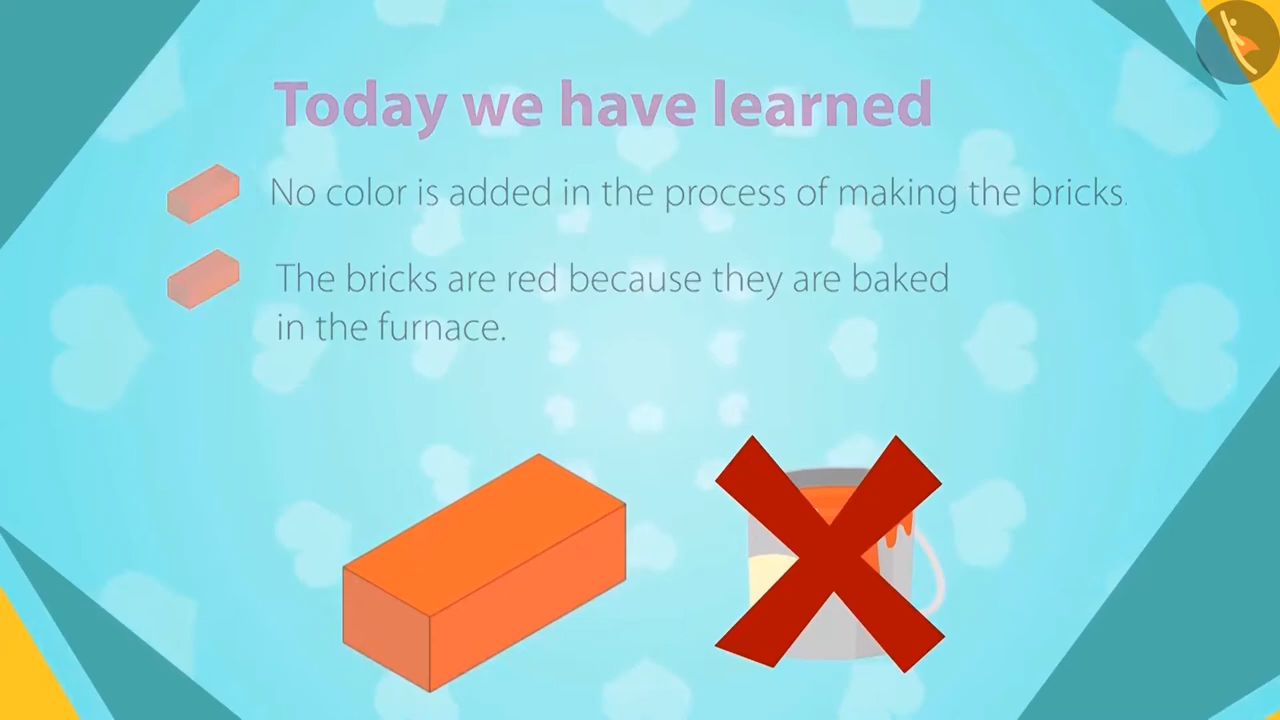 Today we have learned
No color is added in the process of making the bricks.
The bricks are red because they are baked
in the furnace.